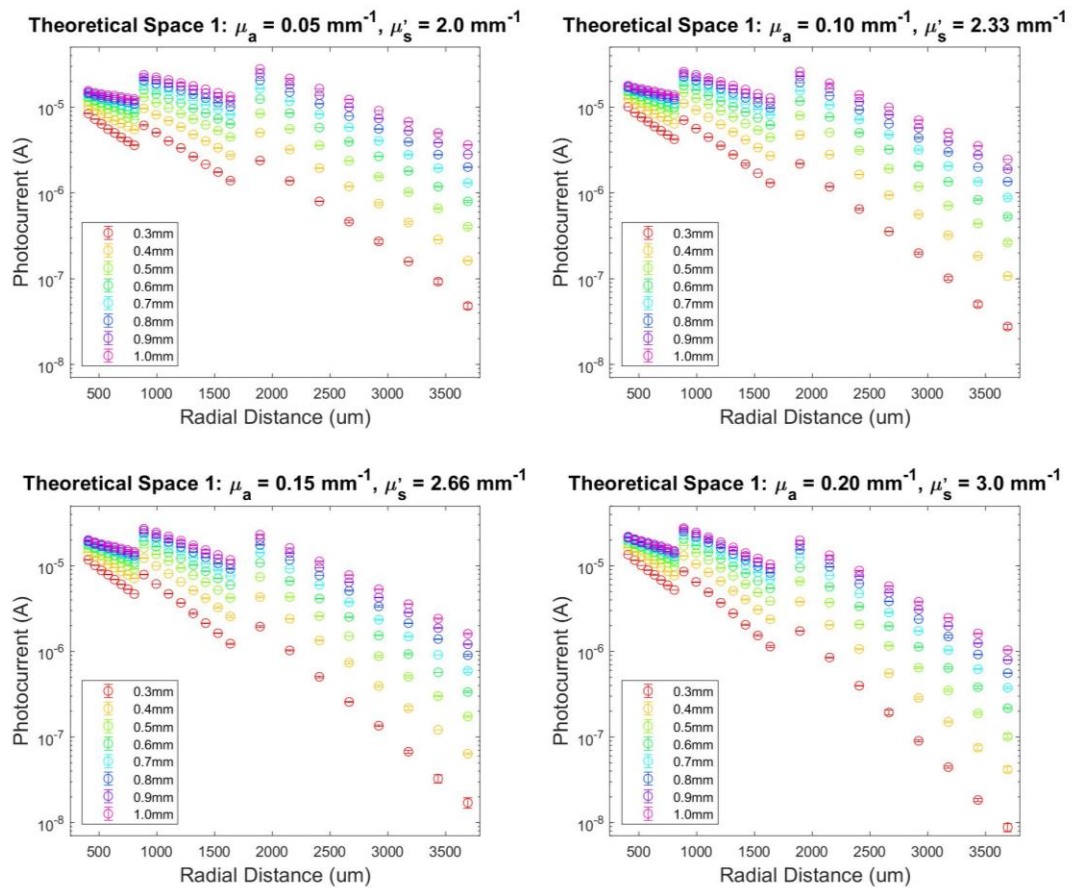 Theoretical Space 1: μa = 0.05 mm⁻¹, μs' = 2.0 mm⁻¹
Photocurrent (A)
10⁻⁵
10⁻⁶
10⁻⁷
10⁻⁸
0.3mm
0.4mm
0.5mm
0.6mm
0.7mm
0.8mm
0.9mm
1.0mm
500 1000 1500 2000 2500 3000 3500
Radial Distance (um)
Theoretical Space 1: μa = 0.10 mm⁻¹, μs' = 2.33 mm⁻¹
Photocurrent (A)
10⁻⁵
10⁻⁶
10⁻⁷
10⁻⁸
0.3mm
0.4mm
0.5mm
0.6mm
0.7mm
0.8mm
0.9mm
1.0mm
500 1000 1500 2000 2500 3000 3500
Radial Distance (um)
Theoretical Space 1: μa = 0.15 mm⁻¹, μs' = 2.66 mm⁻¹
Photocurrent (A)
10⁻⁵
10⁻⁶
10⁻⁷
10⁻⁸
0.3mm
0.4mm
0.5mm
0.6mm
0.7mm
0.8mm
0.9mm
1.0mm
500 1000 1500 2000 2500 3000 3500
Radial Distance (um)
Theoretical Space 1: μa = 0.20 mm⁻¹, μs' = 3.0 mm⁻¹
Photocurrent (A)
10⁻⁵
10⁻⁶
10⁻⁷
10⁻⁸
0.3mm
0.4mm
0.5mm
0.6mm
0.7mm
0.8mm
0.9mm
1.0mm
500 1000 1500 2000 2500 3000 3500
Radial Distance (um)